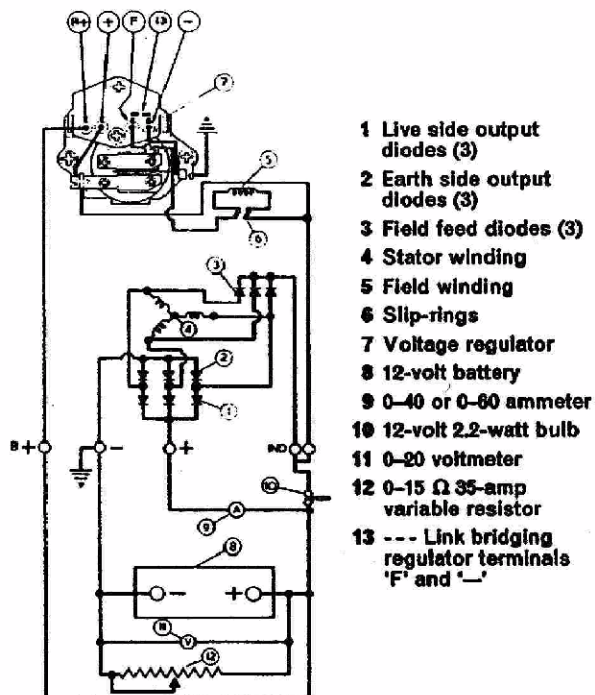 B+ + F 13 −
7
5
6
3
4
2
1
B+ − + IND
10
A
9
8
− +
11
V
12
1 Live side output
diodes (3)
2 Earth side output
diodes (3)
3 Field feed diodes (3)
4 Stator winding
5 Field winding
6 Slip-rings
7 Voltage regulator
8 12-volt battery
9 0–40 or 0–60 ammeter
10 12-volt 2.2-watt bulb
11 0–20 voltmeter
12 0–15 Ω 35-amp
variable resistor
13 --- Link bridging
regulator terminals
'F' and '—'